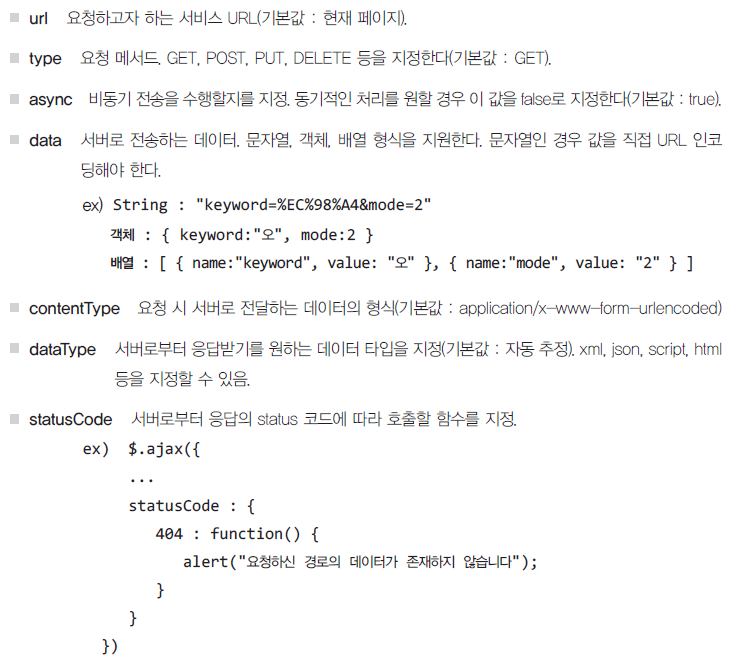 url 요청하고자 하는 서비스 URL(기본값 : 현재 페이지).
type 요청 메서드. GET, POST, PUT, DELETE 등을 지정한다(기본값 : GET).
async 비동기 전송을 수행할지를 지정. 동기적인 처리를 원할 경우 이 값을 false로 지정한다(기본값 : true).
data 서버로 전송하는 데이터. 문자열, 객체, 배열 형식을 지원한다. 문자열인 경우 값을 직접 URL 인코
딩해야 한다.
ex) String : "keyword=%EC%98%A4&mode=2"
객체 : { keyword:"오", mode:2 }
배열 : [ { name:"keyword", value: "오" }, { name:"mode", value: "2" } ]
contentType 요청 시 서버로 전달하는 데이터의 형식(기본값 : application/x-www-form-urlencoded)
dataType 서버로부터 응답받기를 원하는 데이터 타입을 지정(기본값 : 자동 추정). xml, json, script, html
등을 지정할 수 있음.
statusCode 서버로부터 응답의 status 코드에 따라 호출할 함수를 지정.
ex) $.ajax({
...
statusCode : {
404 : function() {
alert("요청하신 경로의 데이터가 존재하지 않습니다");
}
}
})